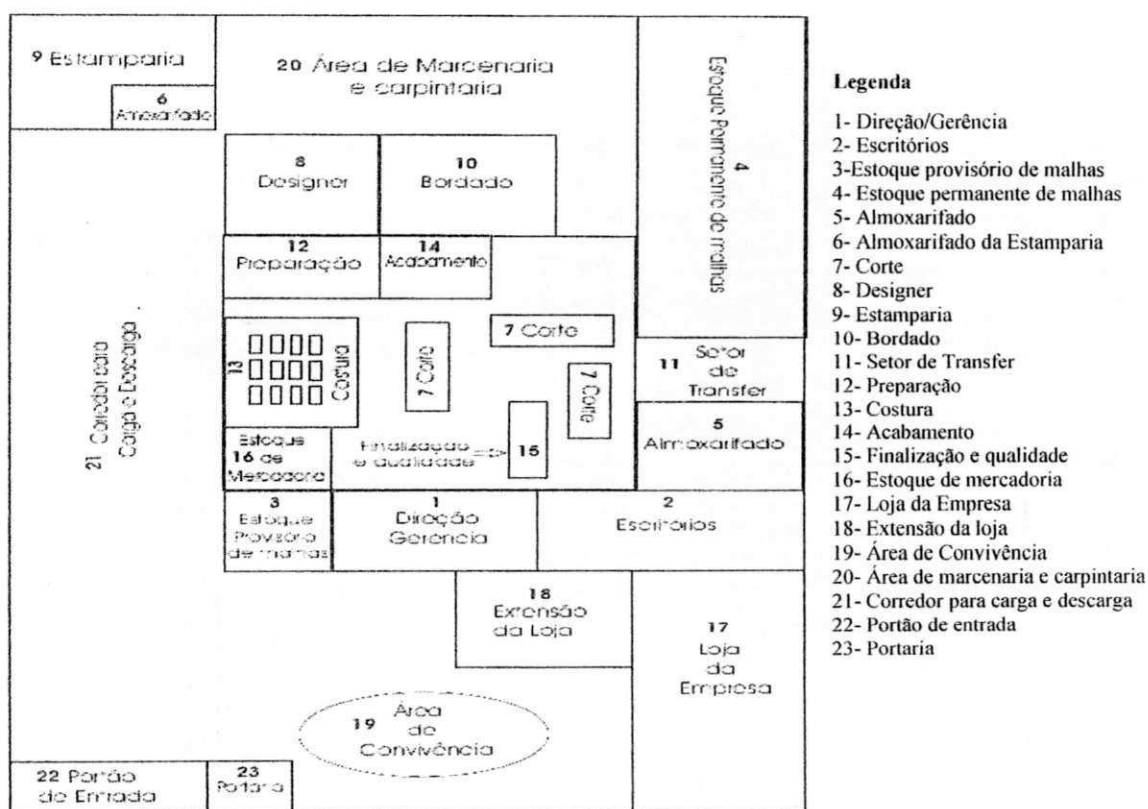 9 Estamparia
6
Amoxarifado
20 Área de Marcenaria
e carpintaria
Estoque Permanente de malhas
4
8
Designer
10
Bordado
12
Preparação
14
Acabamento
13
Costura
7 Corte
7 Corte
7 Corte
11 Setor
de
Transfer
5
Almoxarifado
Estoque
16 de
Mercadoria
Finalização
e qualidade
15
21 Corredor para
Carga e Descarga
3
Estoque
Provisório
de malhas
1
Direção
Gerência
2
Escritórios
18
Extensão
da Loja
17
Loja
da
Empresa
19
Área
de
Convivência
22 Portão
de Entrada
23
Portaria
Legenda
1- Direção/Gerência
2- Escritórios
3-Estoque provisório de malhas
4- Estoque permanente de malhas
5- Almoxarifado
6- Almoxarifado da Estamparia
7- Corte
8- Designer
9- Estamparia
10- Bordado
11- Setor de Transfer
12- Preparação
13- Costura
14- Acabamento
15- Finalização e qualidade
16- Estoque de mercadoria
17- Loja da Empresa
18- Extensão da loja
19- Área de Convivência
20- Área de marcenaria e carpintaria
21- Corredor para carga e descarga
22- Portão de entrada
23- Portaria